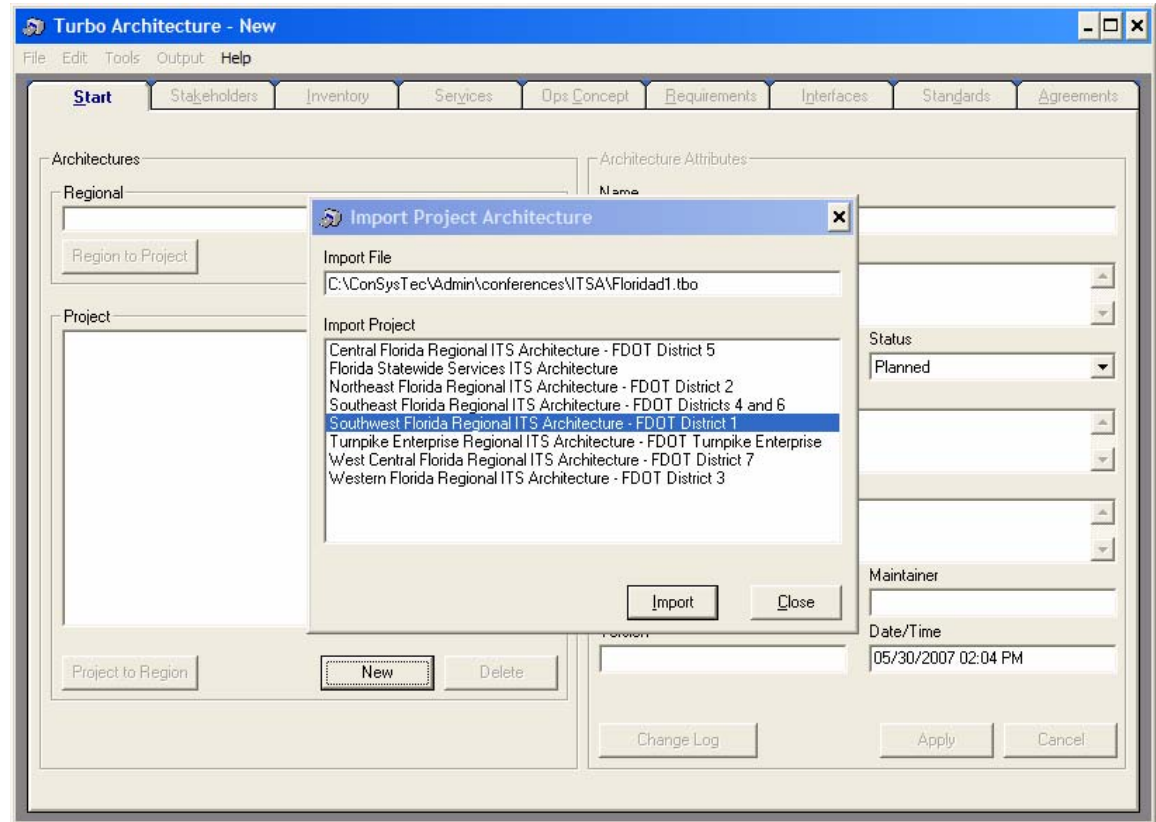 Turbo Architecture - New
File Edit Tools Output Help
Start Stakeholders Inventory Services Ops Concept Requirements Interfaces Standards Agreements
Architectures
Regional
Region to Project
Project
Project to Region
New
Delete
Import Project Architecture
Import File
C:\ConSysTec\Admin\conferences\ITSA\Floridad1.tbo
Import Project
Central Florida Regional ITS Architecture - FDOT District 5
Florida Statewide Services ITS Architecture
Northeast Florida Regional ITS Architecture - FDOT District 2
Southeast Florida Regional ITS Architecture - FDOT Districts 4 and 6
Southwest Florida Regional ITS Architecture - FDOT District 1
Turnpike Enterprise Regional ITS Architecture - FDOT Turnpike Enterprise
West Central Florida Regional ITS Architecture - FDOT District 7
Western Florida Regional ITS Architecture - FDOT District 3
Import
Close
Architecture Attributes
Name
Status
Planned
Maintainer
Version
Date/Time
05/30/2007 02:04 PM
Change Log
Apply
Cancel